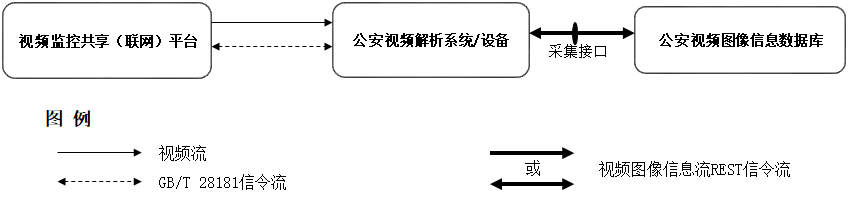 视频监控共享（联网）平台
公安视频解析系统/设备
采集接口
公安视频图像信息数据库
图 例
视频流
GB/T 28181信令流
或
视频图像信息流REST信令流